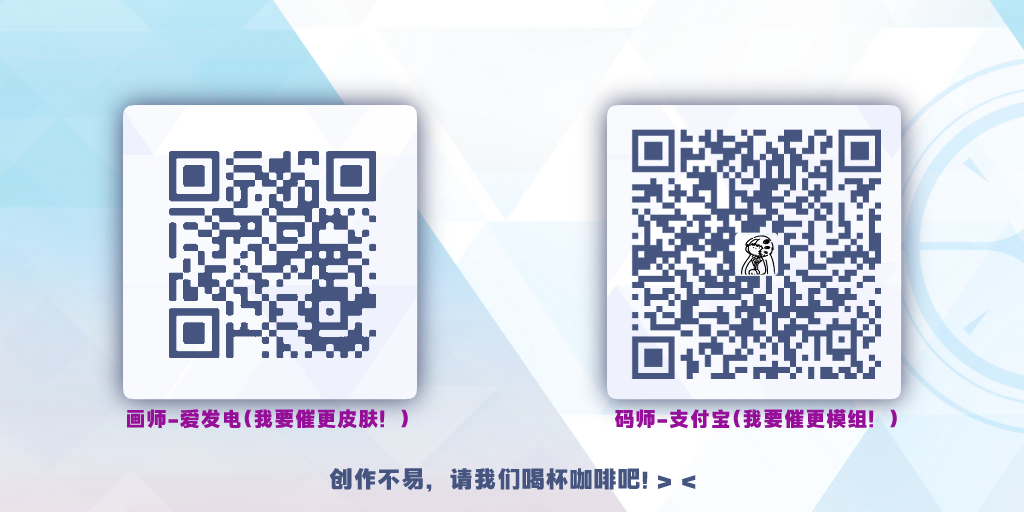 画师-爱发电(我要催更皮肤！)
码师-支付宝(我要催更模组！)
创作不易，请我们喝杯咖啡吧! > <